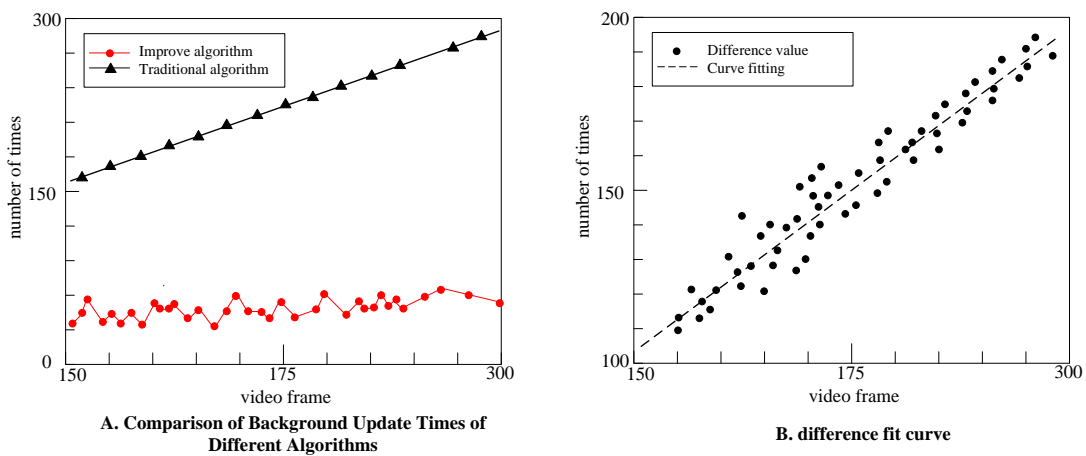 300
150
0
number of times
Improve algorithm
Traditional algorithm
150
175
300
video frame
A. Comparison of Background Update Times of
Different Algorithms
200
150
100
number of times
Difference value
Curve fitting
150
175
300
video frame
B. difference fit curve